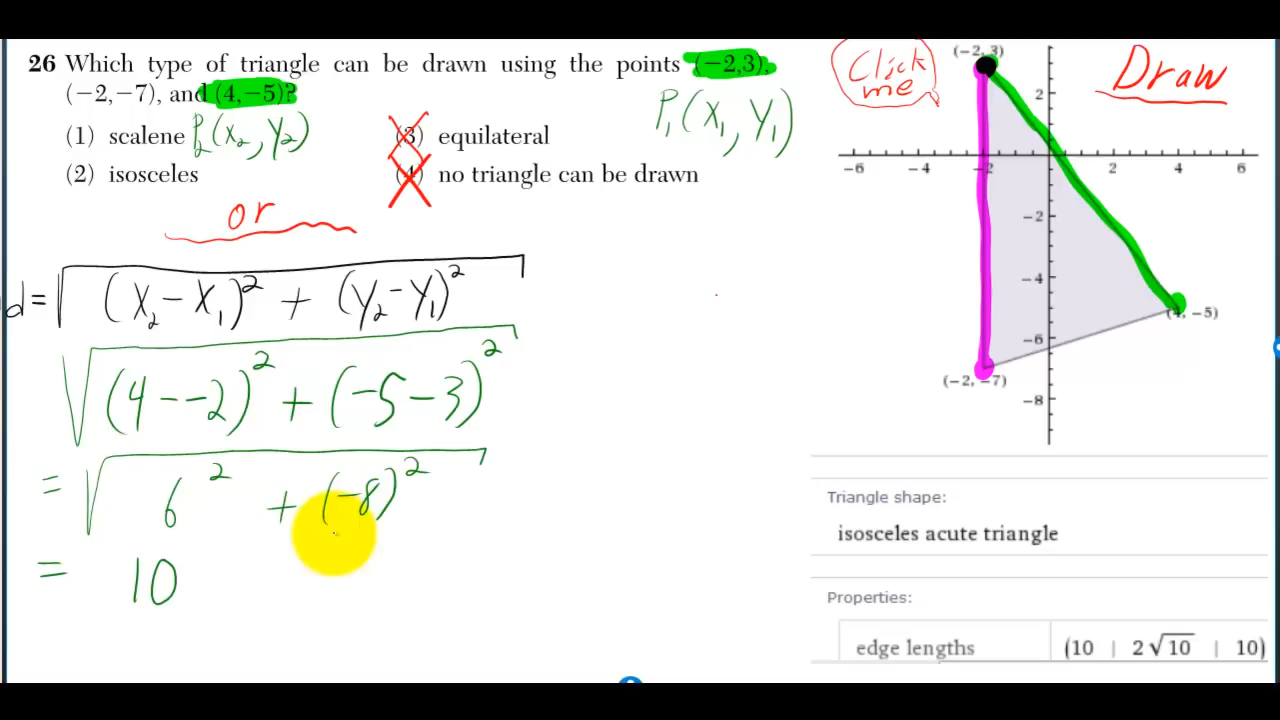 26 Which type of triangle can be drawn using the points (−2,3),
(−2,−7), and (4,−5)?
(1) scalene
(3) equilateral
(2) isosceles
(4) no triangle can be drawn
P₂(X₂, Y₂)
P₁(X₁, Y₁)
or
d = √(X₂ − X₁)² + (Y₂ − Y₁)²
√(4 − −2)² + (−5 − 3)²
= √6² + (−8)²
= 10
Click
me
Draw
(−2, 3)
2
−6 −4 −2 2 4 6
−2
−4
(4, −5)
−6
(−2, −7)
−8
Triangle shape:
isosceles acute triangle
Properties:
edge lengths (10 | 2√10 | 10)